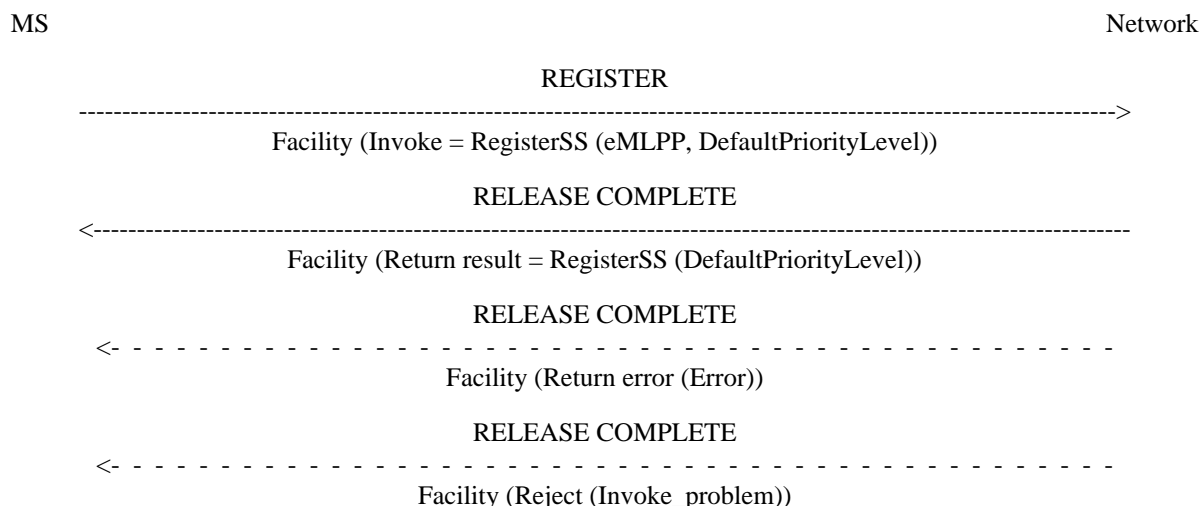 MS Network
REGISTER
------------------------------------------------------------------------------------------------------------------------>
Facility (Invoke = RegisterSS (eMLPP, DefaultPriorityLevel))
RELEASE COMPLETE
<------------------------------------------------------------------------------------------------------------------------
Facility (Return result = RegisterSS (DefaultPriorityLevel))
RELEASE COMPLETE
<- - - - - - - - - - - - - - - - - - - - - - - - - - - - - - - - - - - - - - - -
Facility (Return error (Error))
RELEASE COMPLETE
<- - - - - - - - - - - - - - - - - - - - - - - - - - - - - - - - - - - - - - - -
Facility (Reject (Invoke_problem))